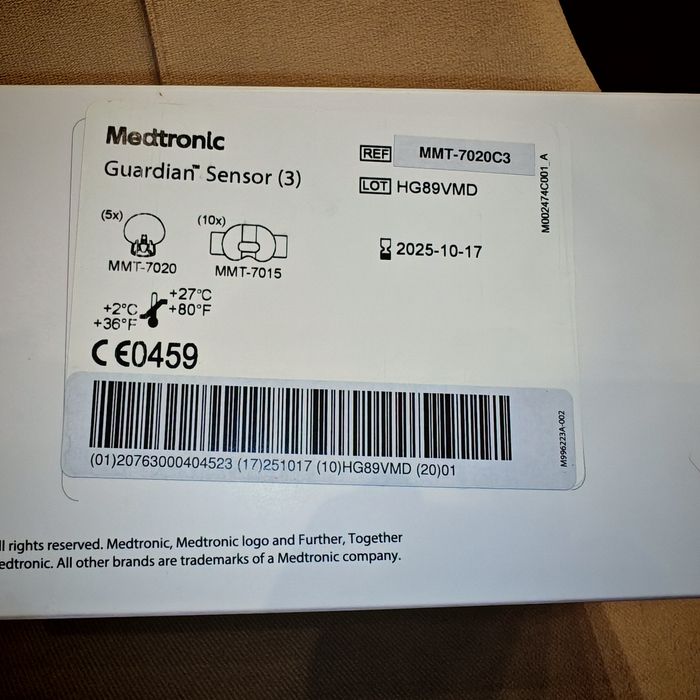 Medtronic
Guardian™ Sensor (3)
REF MMT-7020C3
LOT HG89VMD
2025-10-17
M002474C001_A
(5x)
MMT-7020
(10x)
MMT-7015
+27°C
+80°F
+2°C
+36°F
CE0459
(01)20763000404523 (17)251017 (10)HG89VMD (20)01
M996223A-002
rights reserved. Medtronic, Medtronic logo and Further, Together
All other brands are trademarks of a Medtronic company.